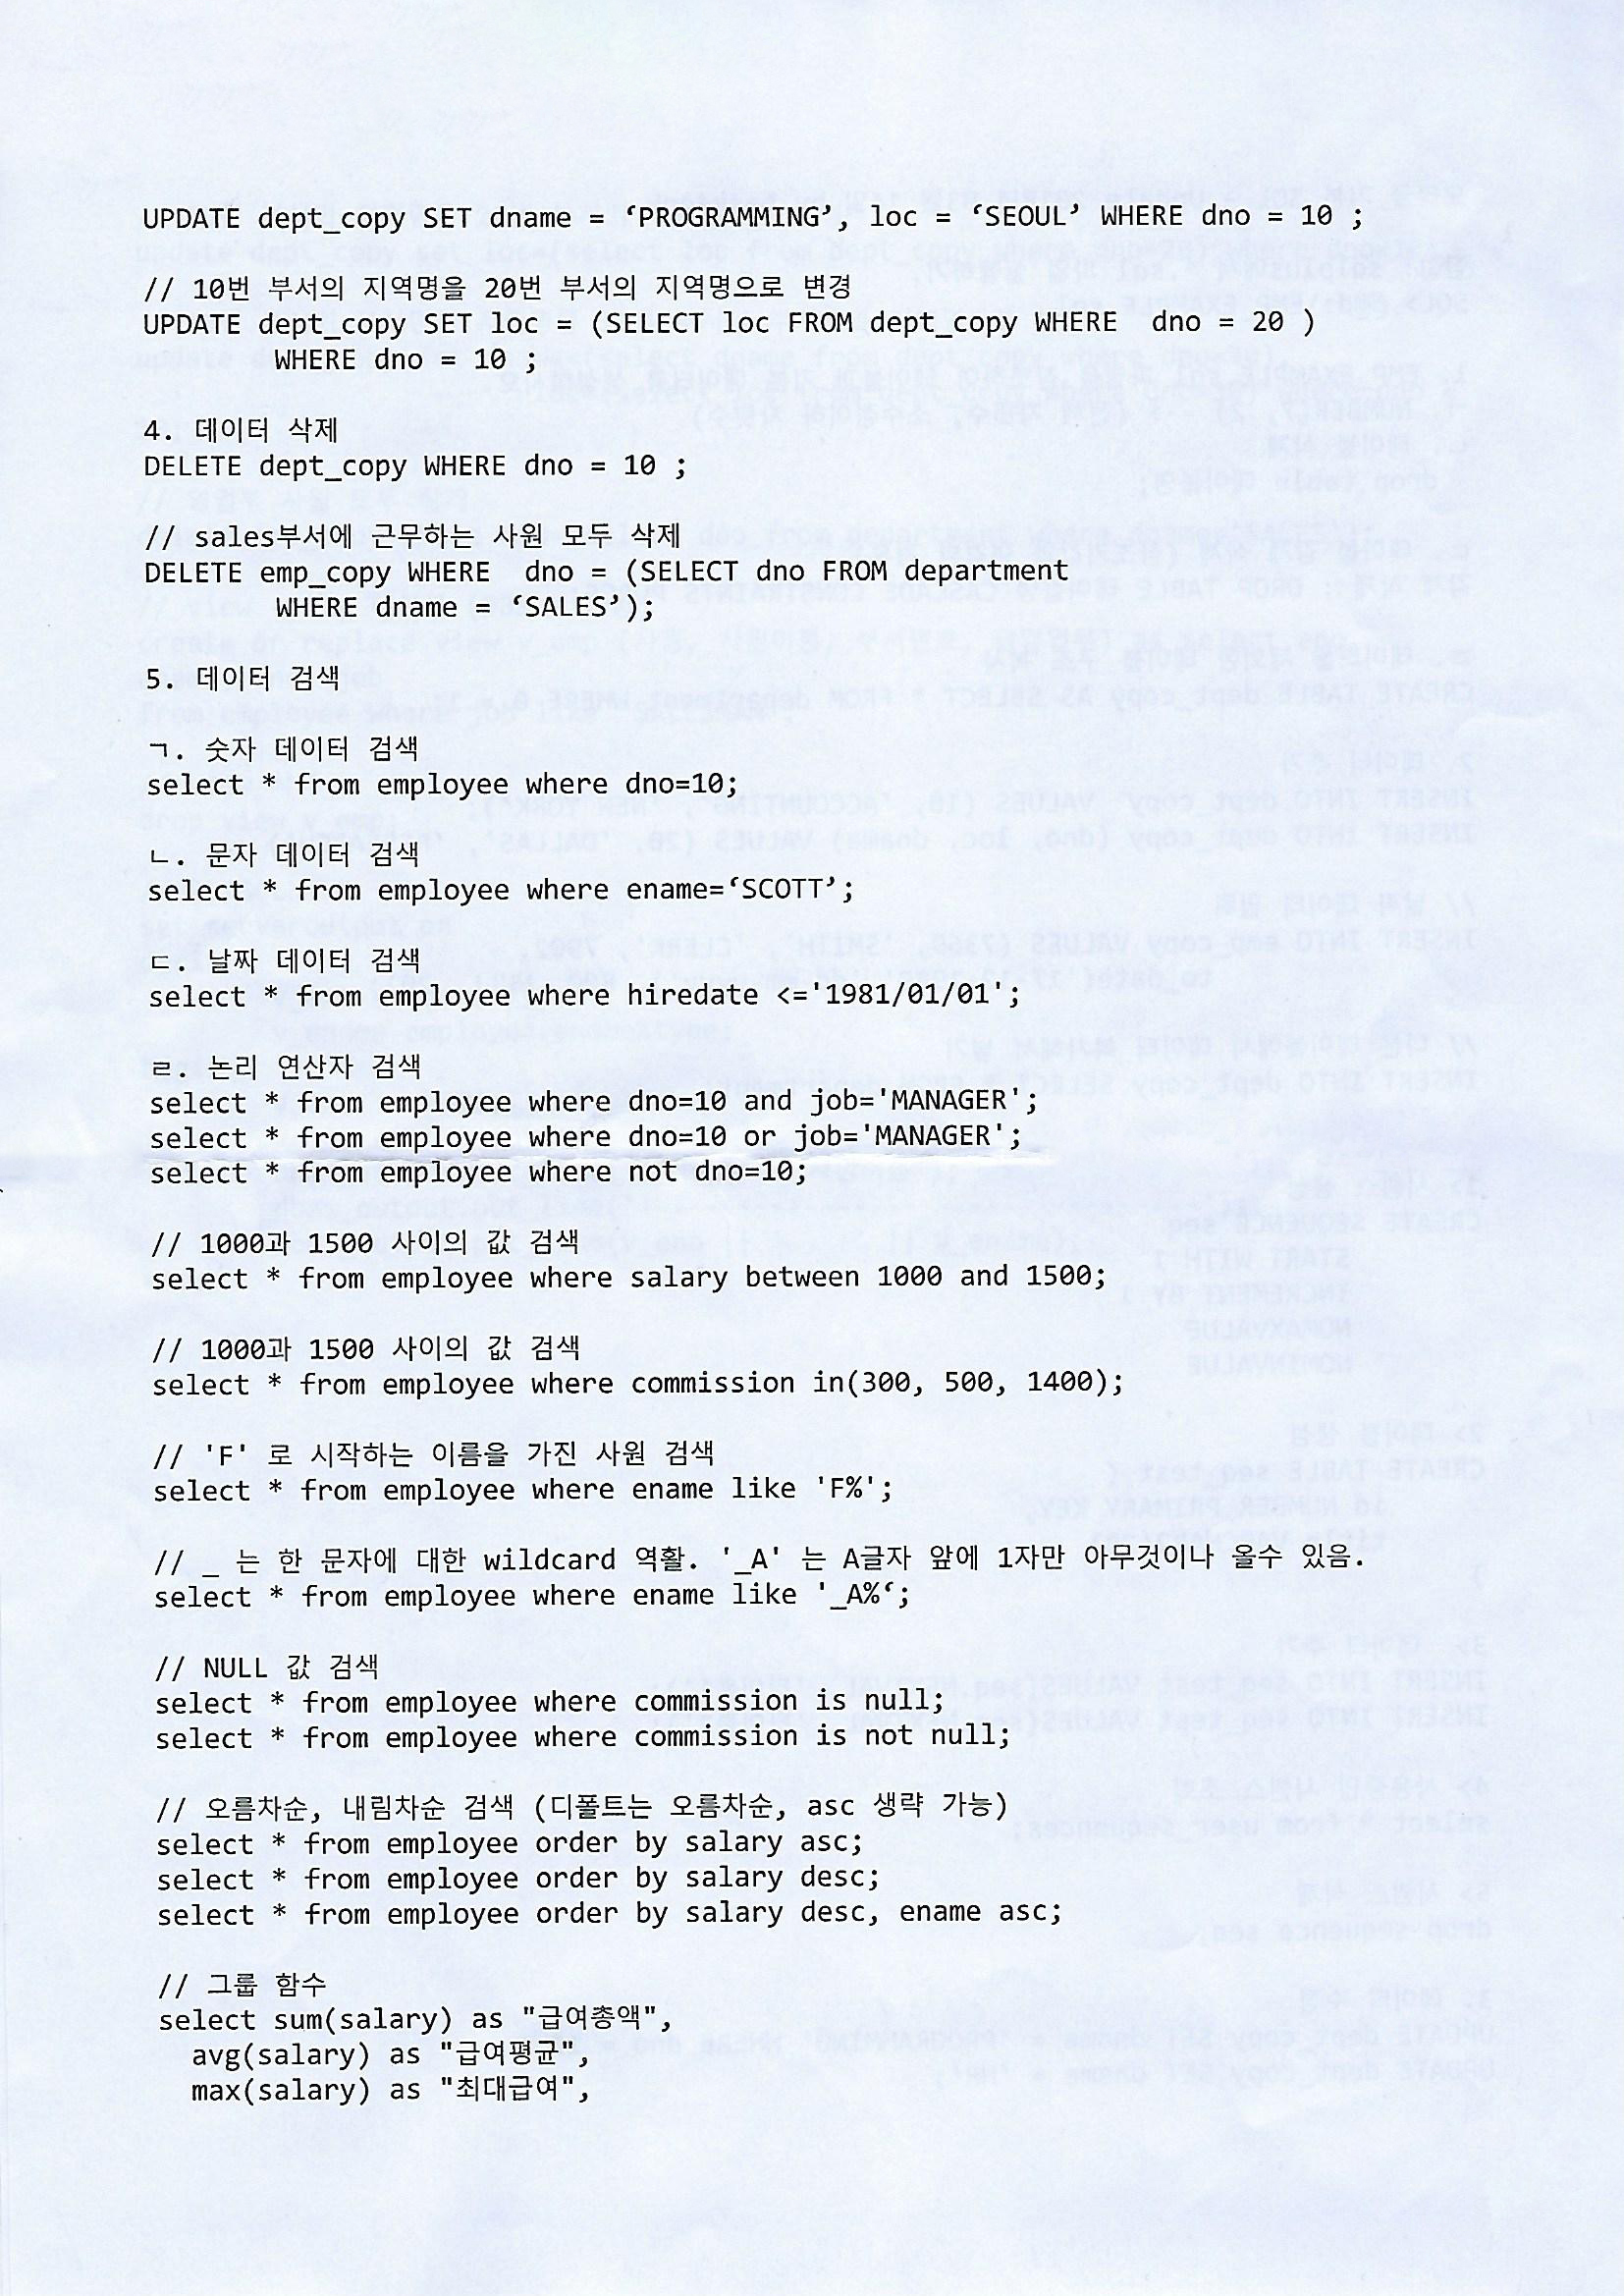 UPDATE dept_copy SET dname = ‘PROGRAMMING’, loc = ‘SEOUL’ WHERE dno = 10 ;
// 10번 부서의 지역명을 20번 부서의 지역명으로 변경
UPDATE dept_copy SET loc = (SELECT loc FROM dept_copy WHERE  dno = 20 )
WHERE dno = 10 ;
4. 데이터 삭제
DELETE dept_copy WHERE dno = 10 ;
// sales부서에 근무하는 사원 모두 삭제
DELETE emp_copy WHERE  dno = (SELECT dno FROM department
WHERE dname = ‘SALES’);
5. 데이터 검색
ㄱ. 숫자 데이터 검색
select * from employee where dno=10;
ㄴ. 문자 데이터 검색
select * from employee where ename=‘SCOTT’;
ㄷ. 날짜 데이터 검색
select * from employee where hiredate <='1981/01/01';
ㄹ. 논리 연산자 검색
select * from employee where dno=10 and job='MANAGER';
select * from employee where dno=10 or job='MANAGER';
select * from employee where not dno=10;
// 1000과 1500 사이의 값 검색
select * from employee where salary between 1000 and 1500;
// 1000과 1500 사이의 값 검색
select * from employee where commission in(300, 500, 1400);
// 'F' 로 시작하는 이름을 가진 사원 검색
select * from employee where ename like 'F%';
// _ 는 한 문자에 대한 wildcard 역활. '_A' 는 A글자 앞에 1자만 아무것이나 올수 있음.
select * from employee where ename like '_A%‘;
// NULL 값 검색
select * from employee where commission is null;
select * from employee where commission is not null;
// 오름차순, 내림차순 검색 (디폴트는 오름차순, asc 생략 가능)
select * from employee order by salary asc;
select * from employee order by salary desc;
select * from employee order by salary desc, ename asc;
// 그룹 함수
select sum(salary) as "급여총액",
avg(salary) as "급여평균",
max(salary) as "최대급여",